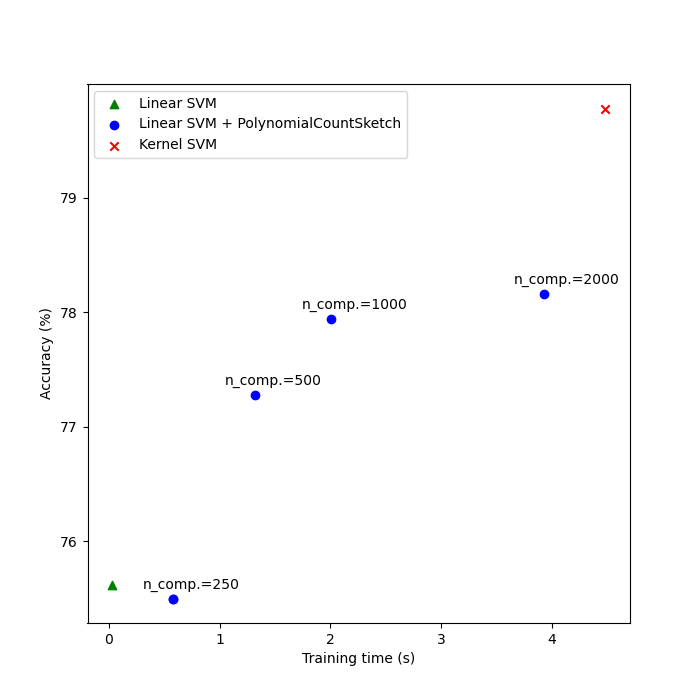 Linear SVM
Linear SVM + PolynomialCountSketch
Kernel SVM
79
n_comp.=2000
n_comp.=1000
78
n_comp.=500
77
76
n_comp.=250
0 1 2 3 4
Training time (s)
Accuracy (%)